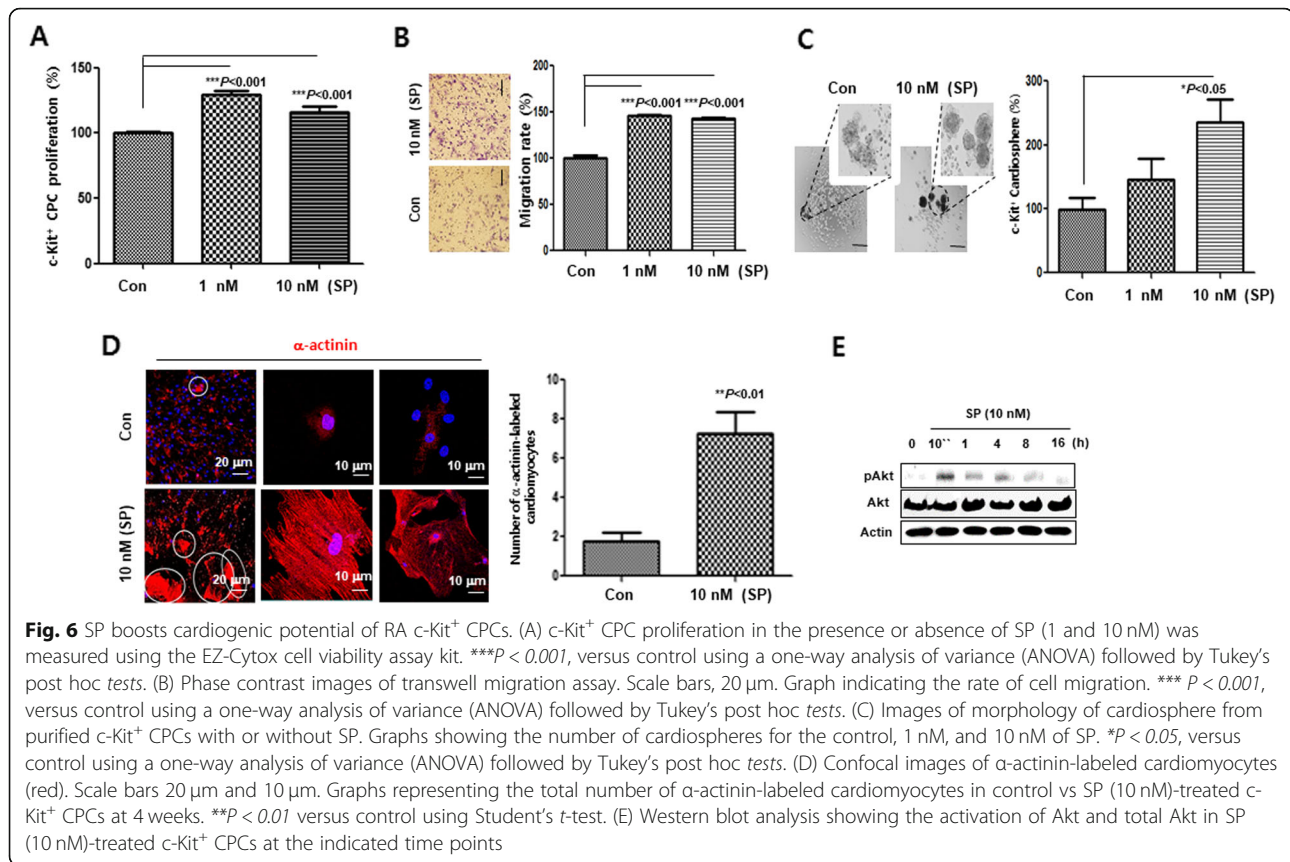 A
c-Kit⁺ CPC proliferation (%)
150
100
50
0
***P<0.001
***P<0.001
Con
1 nM
10 nM (SP)
B
10 nM (SP)
Con
Migration rate (%)
200
150
100
50
0
***P<0.001
***P<0.001
Con
1 nM
10 nM (SP)
C
Con
10 nM (SP)
c-Kit⁺ Cardiosphere (%)
300
200
100
0
*P<0.05
Con
1 nM
10 nM (SP)
D
α-actinin
Con
20 µm
10 µm
10 µm
10 nM (SP)
20 µm
10 µm
10 µm
Number of α-actinin-labeled
cardiomyocytes
10
8
6
4
2
0
**P<0.01
Con
10 nM (SP)
E
SP (10 nM)
0 10`` 1 4 8 16 (h)
pAkt
Akt
Actin
Fig. 6 SP boosts cardiogenic potential of RA c-Kit⁺ CPCs. (A) c-Kit⁺ CPC proliferation in the presence or absence of SP (1 and 10 nM) was
measured using the EZ-Cytox cell viability assay kit. ***P < 0.001, versus control using a one-way analysis of variance (ANOVA) followed by Tukey's
post hoc tests. (B) Phase contrast images of transwell migration assay. Scale bars, 20 μm. Graph indicating the rate of cell migration. *** P < 0.001,
versus control using a one-way analysis of variance (ANOVA) followed by Tukey's post hoc tests. (C) Images of morphology of cardiosphere from
purified c-Kit⁺ CPCs with or without SP. Graphs showing the number of cardiospheres for the control, 1 nM, and 10 nM of SP. *P < 0.05, versus
control using a one-way analysis of variance (ANOVA) followed by Tukey's post hoc tests. (D) Confocal images of α-actinin-labeled cardiomyocytes
(red). Scale bars 20 μm and 10 μm. Graphs representing the total number of α-actinin-labeled cardiomyocytes in control vs SP (10 nM)-treated c-
Kit⁺ CPCs at 4 weeks. **P < 0.01 versus control using Student's t-test. (E) Western blot analysis showing the activation of Akt and total Akt in SP
(10 nM)-treated c-Kit⁺ CPCs at the indicated time points